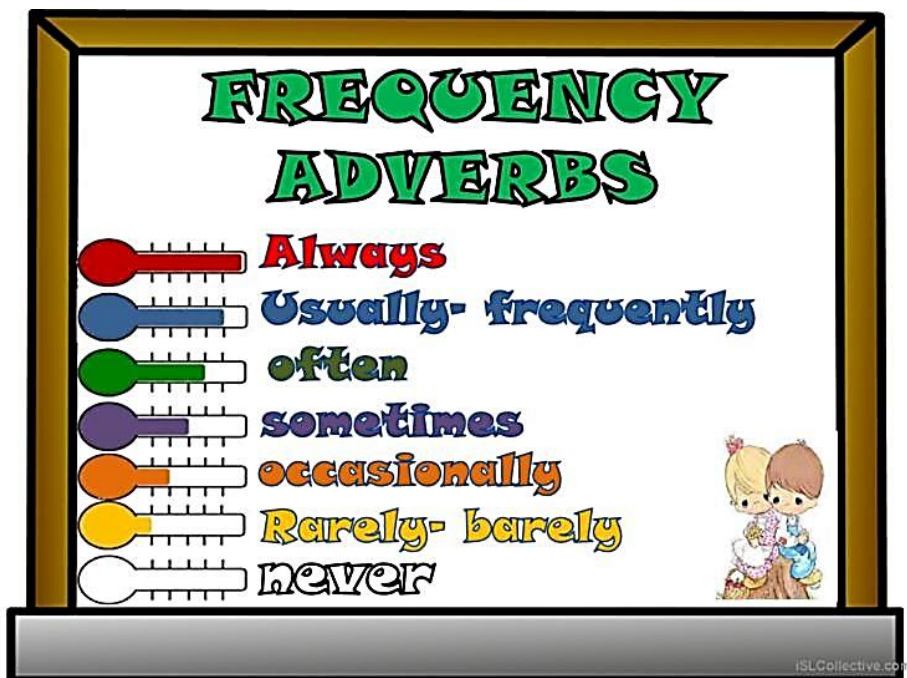 FREQUENCY
ADVERBS
Always
Usually- frequently
often
sometimes
occasionally
Rarely- barely
never
iSLCollective.com